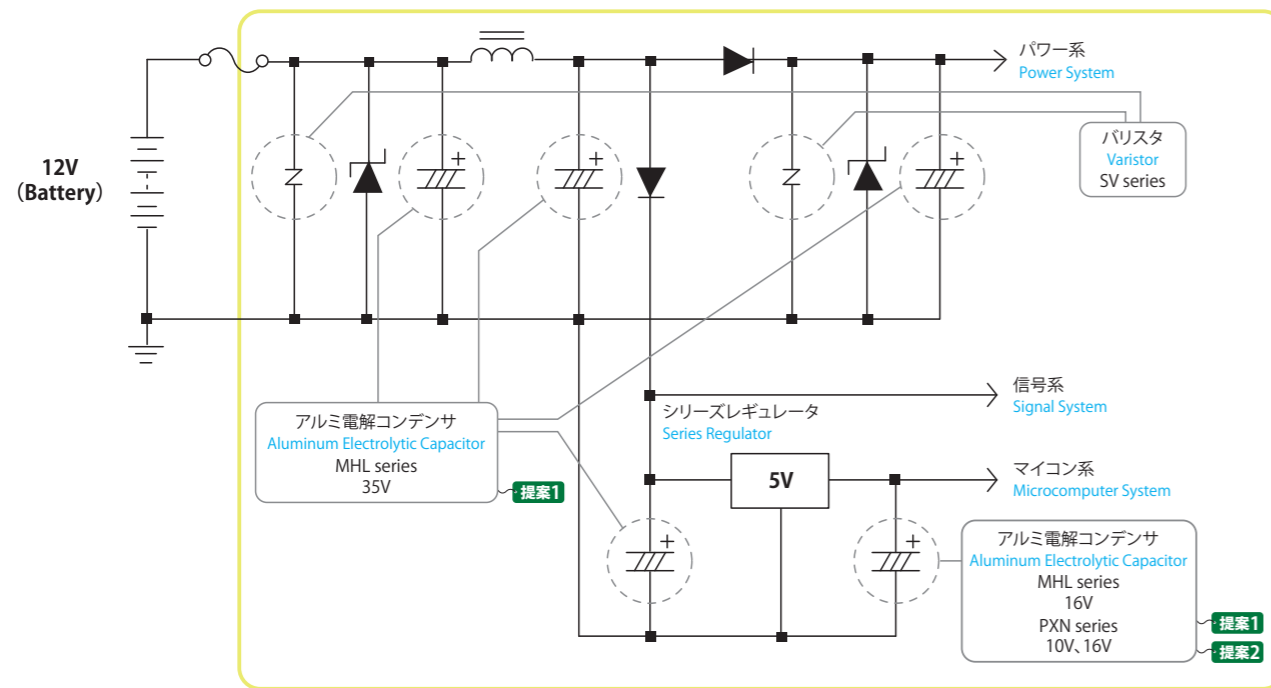 パワー系
Power System
12V
（Battery）
バリスタ
Varistor
SV series
アルミ電解コンデンサ
Aluminum Electrolytic Capacitor
MHL series
35V
提案1
シリーズレギュレータ
Series Regulator
5V
信号系
Signal System
マイコン系
Microcomputer System
アルミ電解コンデンサ
Aluminum Electrolytic Capacitor
MHL series
16V
PXN series
10V、16V
提案1
提案2